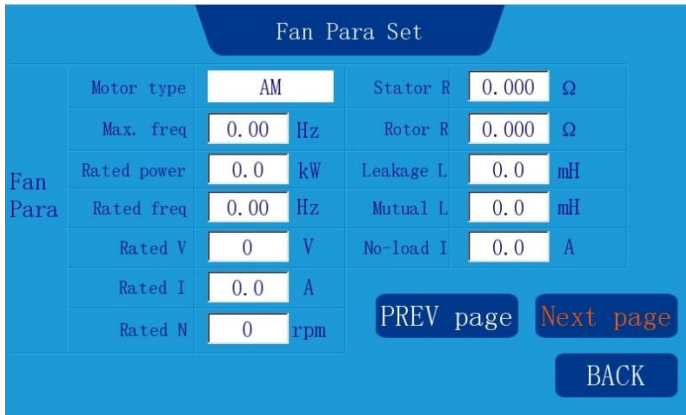 Fan Para Set
Motor type AM Stator R 0.000 Ω
Max. freq 0.00 Hz Rotor R 0.000 Ω
Rated power 0.0 kW Leakage L 0.0 mH
Fan Para
Rated freq 0.00 Hz Mutual L 0.0 mH
Rated V 0 V No-load I 0.0 A
Rated I 0.0 A
Rated N 0 rpm
PREV page Next page
BACK